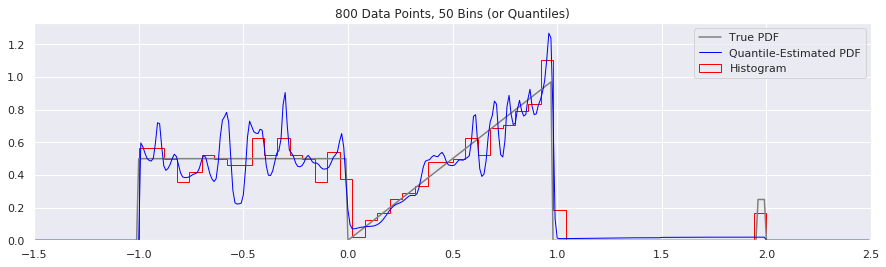 800 Data Points, 50 Bins (or Quantiles)
True PDF
Quantile-Estimated PDF
Histogram
1.2
1.0
0.8
0.6
0.4
0.2
0.0
−1.5 −1.0 −0.5 0.0 0.5 1.0 1.5 2.0 2.5